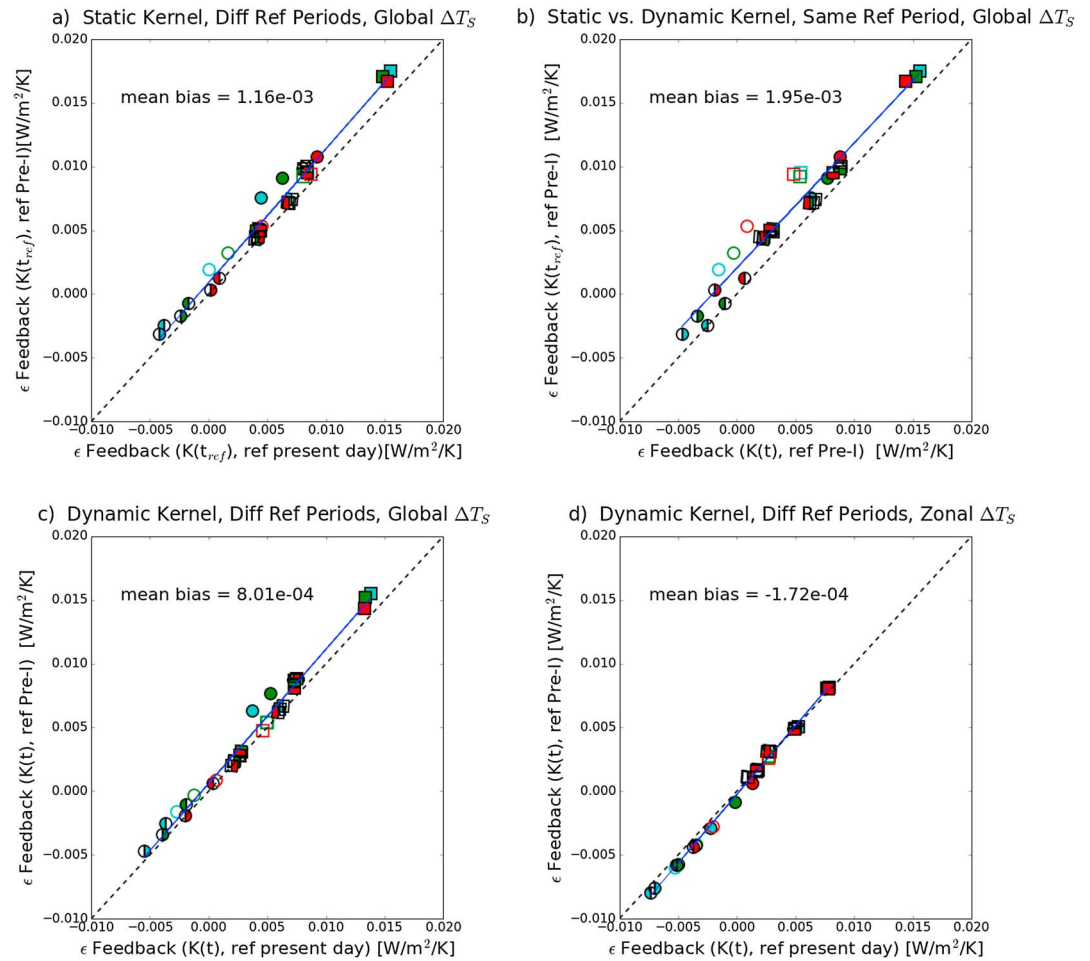 a) Static Kernel, Diff Ref Periods, Global ΔT_S
mean bias = 1.16e-03
0.020
0.015
0.010
0.005
0.000
−0.005
−0.010
−0.010 −0.005 0.000 0.005 0.010 0.015 0.020
ϵ Feedback (K(t_ref), ref Pre-I)[W/m²/K]
ϵ Feedback (K(t_ref), ref present day)[W/m²/K]
b) Static vs. Dynamic Kernel, Same Ref Period, Global ΔT_S
mean bias = 1.95e-03
0.020
0.015
0.010
0.005
0.000
−0.005
−0.010
−0.010 −0.005 0.000 0.005 0.010 0.015 0.020
ϵ Feedback (K(t_ref), ref Pre-I) [W/m²/K]
ϵ Feedback (K(t), ref Pre-I) [W/m²/K]
c) Dynamic Kernel, Diff Ref Periods, Global ΔT_S
mean bias = 8.01e-04
0.020
0.015
0.010
0.005
0.000
−0.005
−0.010
−0.010 −0.005 0.000 0.005 0.010 0.015 0.020
ϵ Feedback (K(t), ref Pre-I) [W/m²/K]
ϵ Feedback (K(t), ref present day) [W/m²/K]
d) Dynamic Kernel, Diff Ref Periods, Zonal ΔT_S
mean bias = -1.72e-04
0.020
0.015
0.010
0.005
0.000
−0.005
−0.010
−0.010 −0.005 0.000 0.005 0.010 0.015 0.020
ϵ Feedback (K(t), ref Pre-I) [W/m²/K]
ϵ Feedback (K(t), ref present day) [W/m²/K]